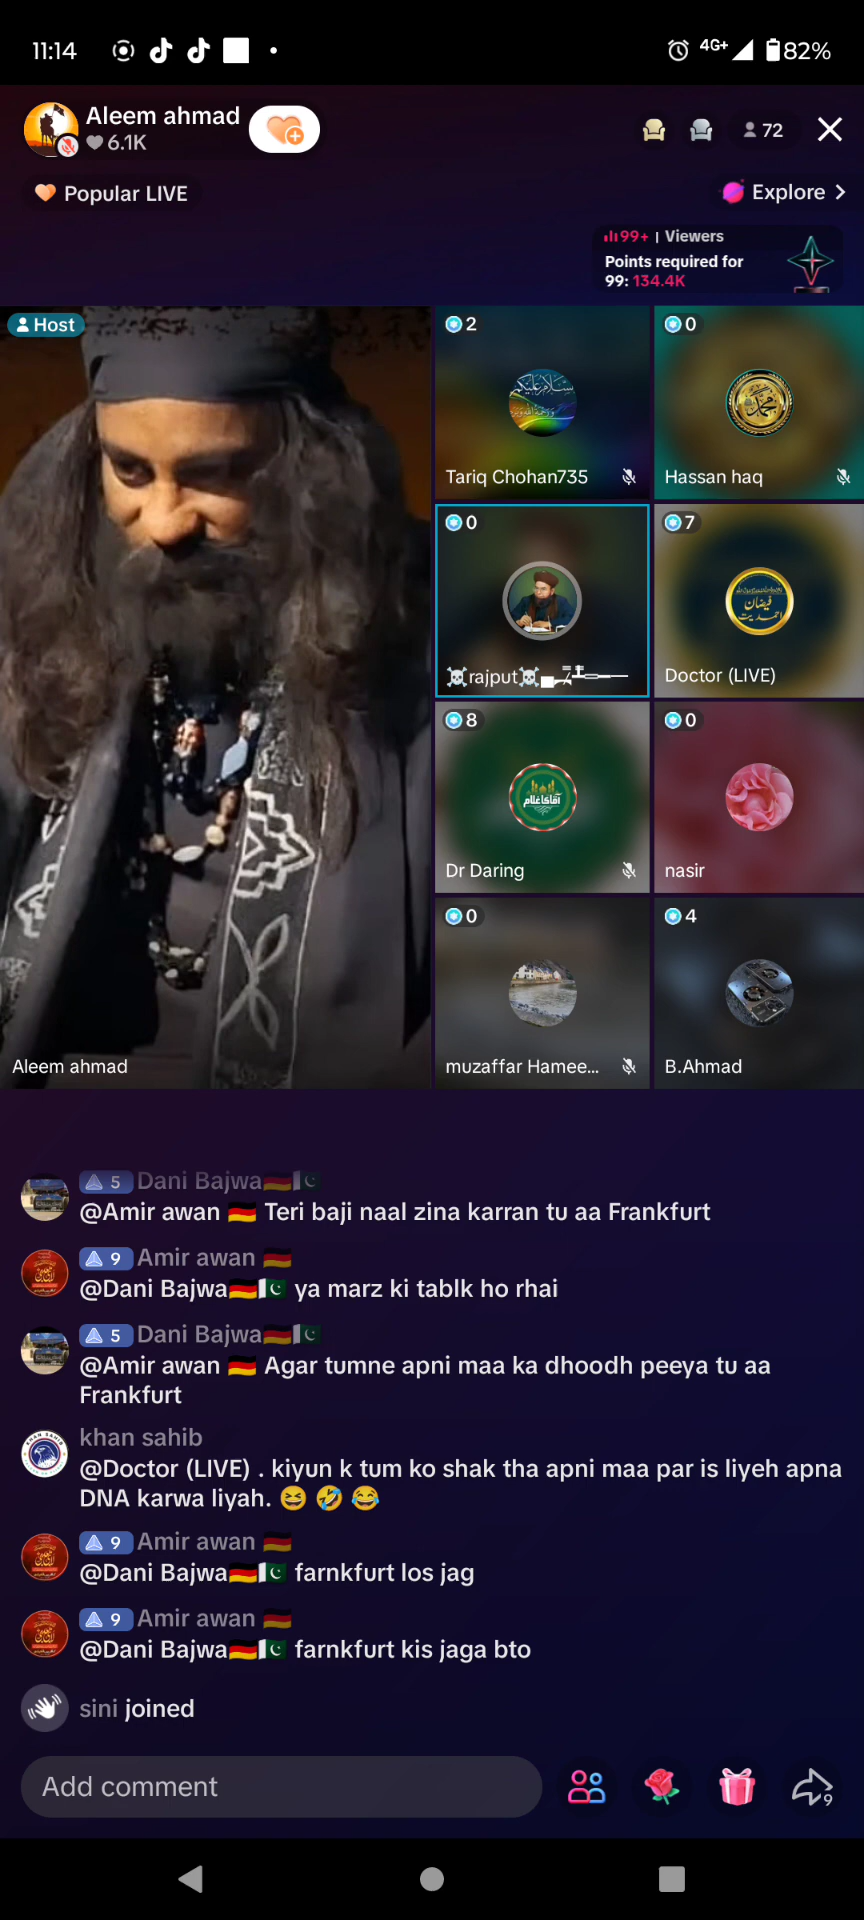 11:14
4G+
82%
Aleem ahmad
6.1K
72
Popular LIVE
Explore
99+ | Viewers
Points required for
99: 134.4K
Host
2
0
Tariq Chohan735
Hassan haq
0
7
فیضان
احمدیت
☠️rajput☠️
Doctor (LIVE)
8
0
آقا کا غلام
Dr Daring
nasir
0
4
Aleem ahmad
muzaffar Hamee...
B.Ahmad
5 Dani Bajwa🇩🇪🇵🇰
@Amir awan 🇩🇪 Teri baji naal zina karran tu aa Frankfurt
9 Amir awan 🇩🇪
@Dani Bajwa🇩🇪🇵🇰 ya marz ki tablk ho rhai
5 Dani Bajwa🇩🇪🇵🇰
@Amir awan 🇩🇪 Agar tumne apni maa ka dhoodh peeya tu aa
Frankfurt
khan sahib
@Doctor (LIVE) . kiyun k tum ko shak tha apni maa par is liyeh apna
DNA karwa liyah. 😆 🤣 😂
9 Amir awan 🇩🇪
@Dani Bajwa🇩🇪🇵🇰 farnkfurt los jag
9 Amir awan 🇩🇪
@Dani Bajwa🇩🇪🇵🇰 farnkfurt kis jaga bto
sini joined
Add comment
9